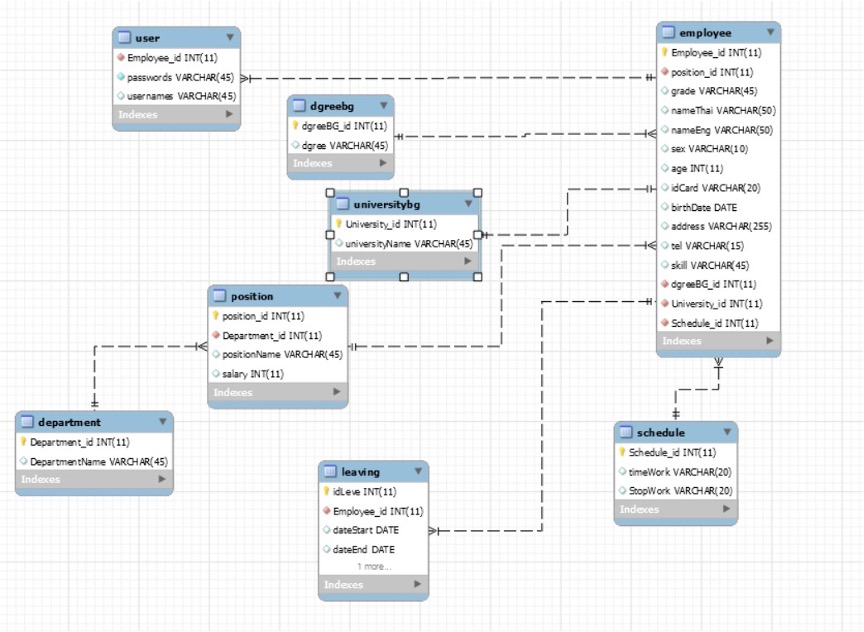 user
Employee_id INT(11)
passwords VARCHAR(45)
usernames VARCHAR(45)
Indexes
dgreebg
dgreeBG_id INT(11)
dgree VARCHAR(45)
Indexes
universitybg
University_id INT(11)
universityName VARCHAR(45)
Indexes
position
position_id INT(11)
Department_id INT(11)
positionName VARCHAR(45)
salary INT(11)
Indexes
department
Department_id INT(11)
DepartmentName VARCHAR(45)
Indexes
leaving
idLeve INT(11)
Employee_id INT(11)
dateStart DATE
dateEnd DATE
1 more...
Indexes
employee
Employee_id INT(11)
position_id INT(11)
grade VARCHAR(45)
nameThai VARCHAR(50)
nameEng VARCHAR(50)
sex VARCHAR(10)
age INT(11)
idCard VARCHAR(20)
birthDate DATE
address VARCHAR(255)
tel VARCHAR(15)
skill VARCHAR(45)
dgreeBG_id INT(11)
University_id INT(11)
Schedule_id INT(11)
Indexes
schedule
Schedule_id INT(11)
timeWork VARCHAR(20)
StopWork VARCHAR(20)
Indexes